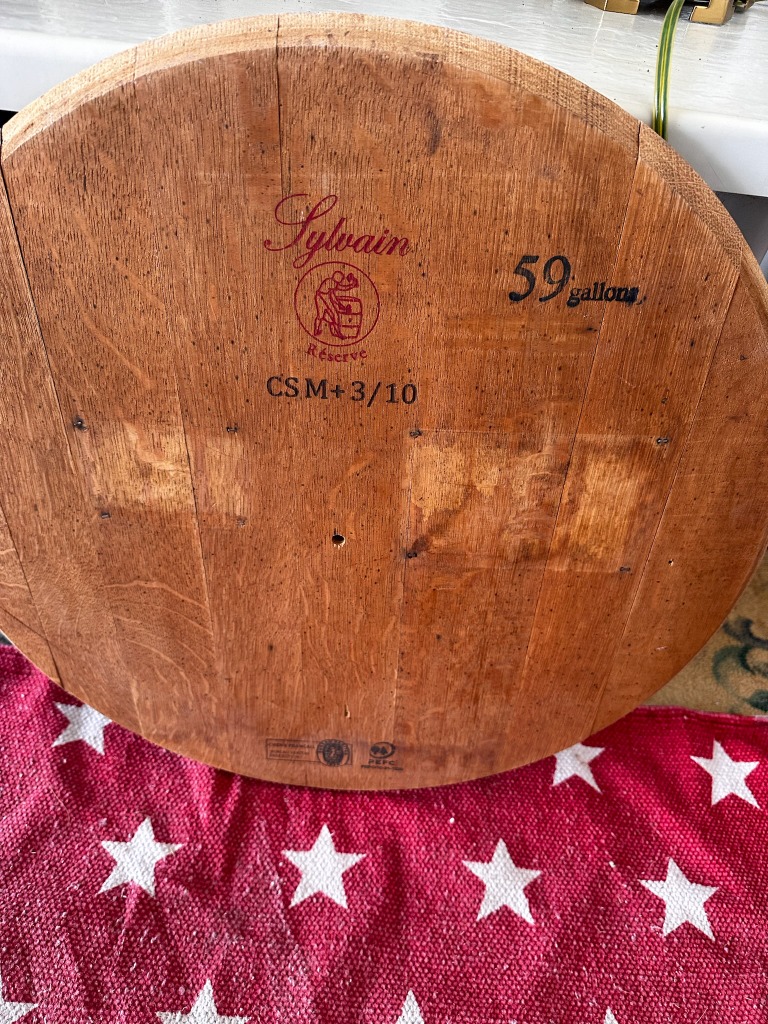 Sylvain
59 gallons
Réserve
CSM+3/10
PEFC